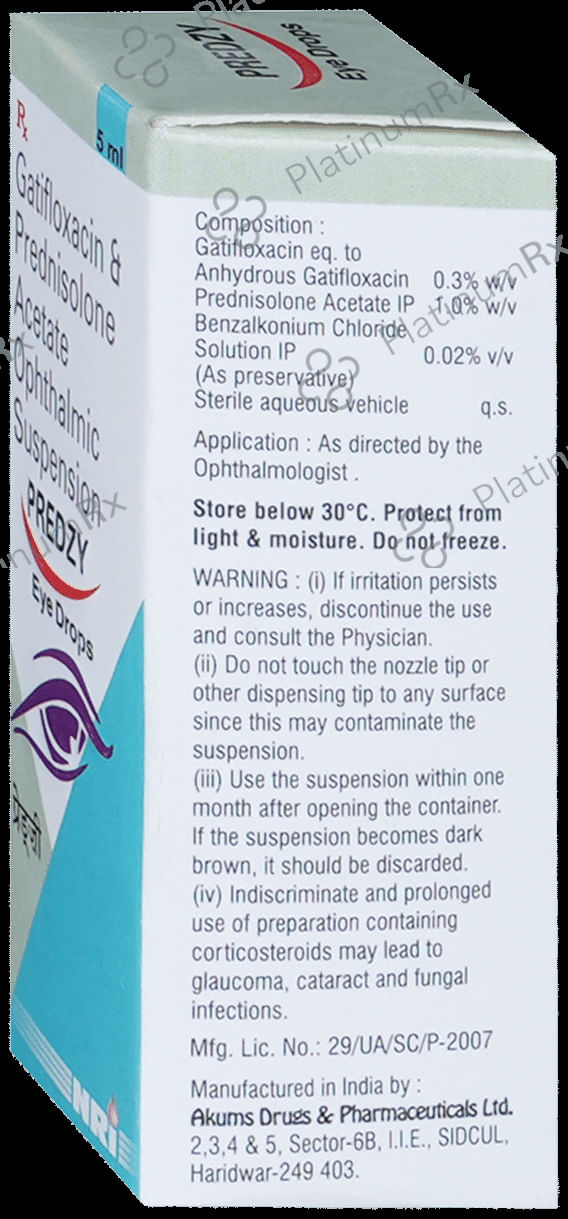 PREDZY
Eye Drops
5 ml
Rx
Gatifloxacin &
Prednisolone
Acetate
Ophthalmic
Suspension
PREDZY
Eye Drops
प्रेड्ज़ी
NRI
Composition :
Gatifloxacin eq. to
Anhydrous Gatifloxacin 0.3% w/v
Prednisolone Acetate IP 1.0% w/v
Benzalkonium Chloride
Solution IP 0.02% v/v
(As preservative)
Sterile aqueous vehicle q.s.
Application : As directed by the
Ophthalmologist .
Store below 30°C. Protect from
light & moisture. Do not freeze.
WARNING : (i) If irritation persists
or increases, discontinue the use
and consult the Physician.
(ii) Do not touch the nozzle tip or
other dispensing tip to any surface
since this may contaminate the
suspension.
(iii) Use the suspension within one
month after opening the container.
If the suspension becomes dark
brown, it should be discarded.
(iv) Indiscriminate and prolonged
use of preparation containing
corticosteroids may lead to
glaucoma, cataract and fungal
infections.
Mfg. Lic. No.: 29/UA/SC/P-2007
Manufactured in India by :
Akums Drugs & Pharmaceuticals Ltd.
2,3,4 & 5, Sector-6B, I.I.E., SIDCUL,
Haridwar-249 403.
PlatinumRx
PlatinumRx